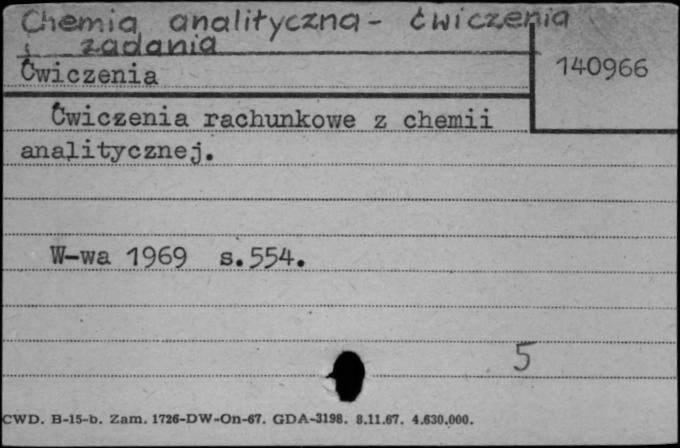 Chemia analityczna - ćwiczenia
i zadania
140966
Ćwiczenia
Ćwiczenia rachunkowe z chemii
analitycznej.
W-wa 1969 s.554.
5
CWD. B-15-b. Zam. 1726-DW-On-67. GDA-3198. 8.11.67. 4.630.000.